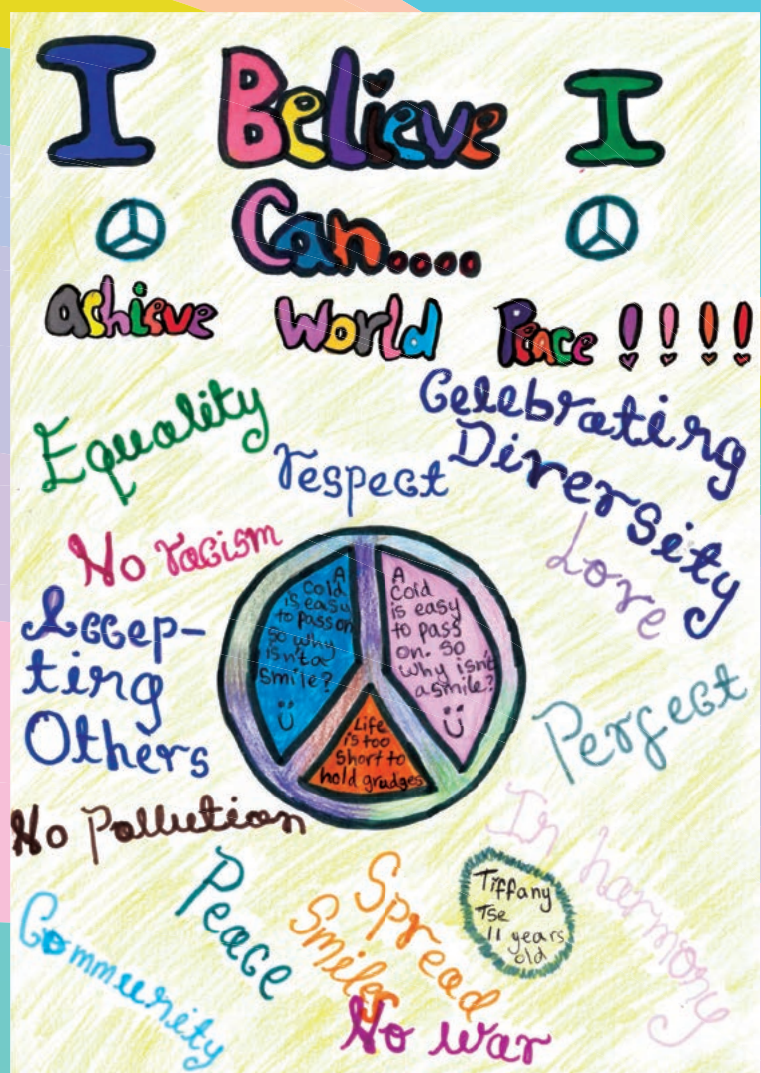 I Believe I
Can....
achieve World Peace !!!!
Equality
Celebrating
Diversity
respect
No racism
Love
Accep-
ting
Others
A
Cold
is easy
to pass on
so why
isn't a
smile?
A
Cold
is easy
to pass
on. So
why isn't
a smile?
Life
is too
short to
hold grudges
Perfect
No Pollution
In harmony
Peace
Spread
Smiles
Tiffany
Tse
11 years
old
Community
No war